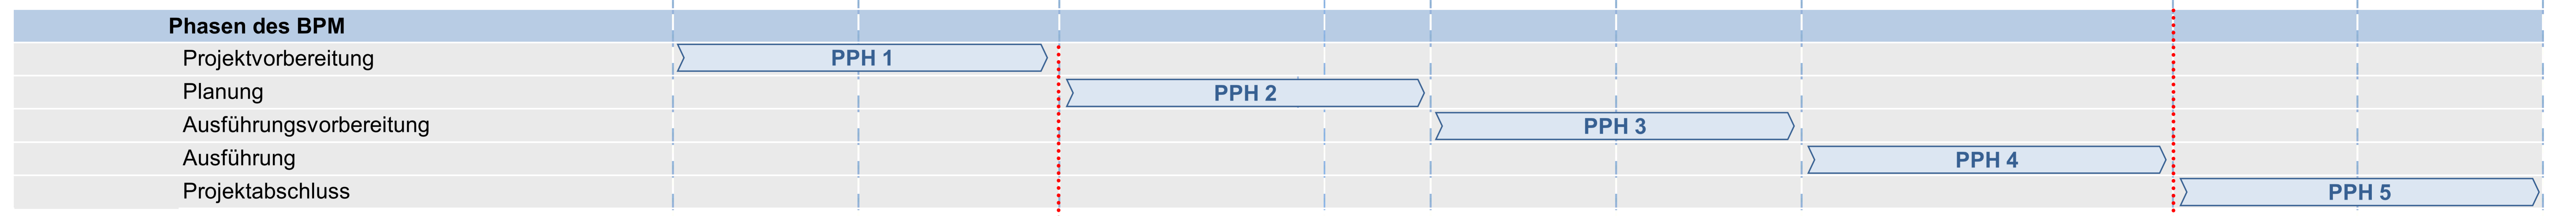 Phasen des BPM
Projektvorbereitung PPH 1
Planung PPH 2
Ausführungsvorbereitung PPH 3
Ausführung PPH 4
Projektabschluss PPH 5